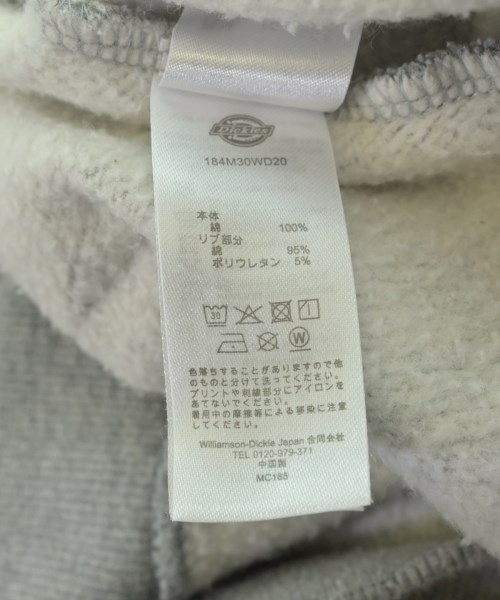 Dickies
184M30WD20
本体
綿 100%
リブ部分
綿 95%
ポリウレタン 5%
30
W
色落ちすることがありますので他
のものと分けて洗ってください。
プリントや刺繍部分にアイロンを
あてないでください。
着用中の摩擦等による移染に注意
してください。
Williamson-Dickie Japan 合同会社
TEL 0120-979-371
中国製
MC165